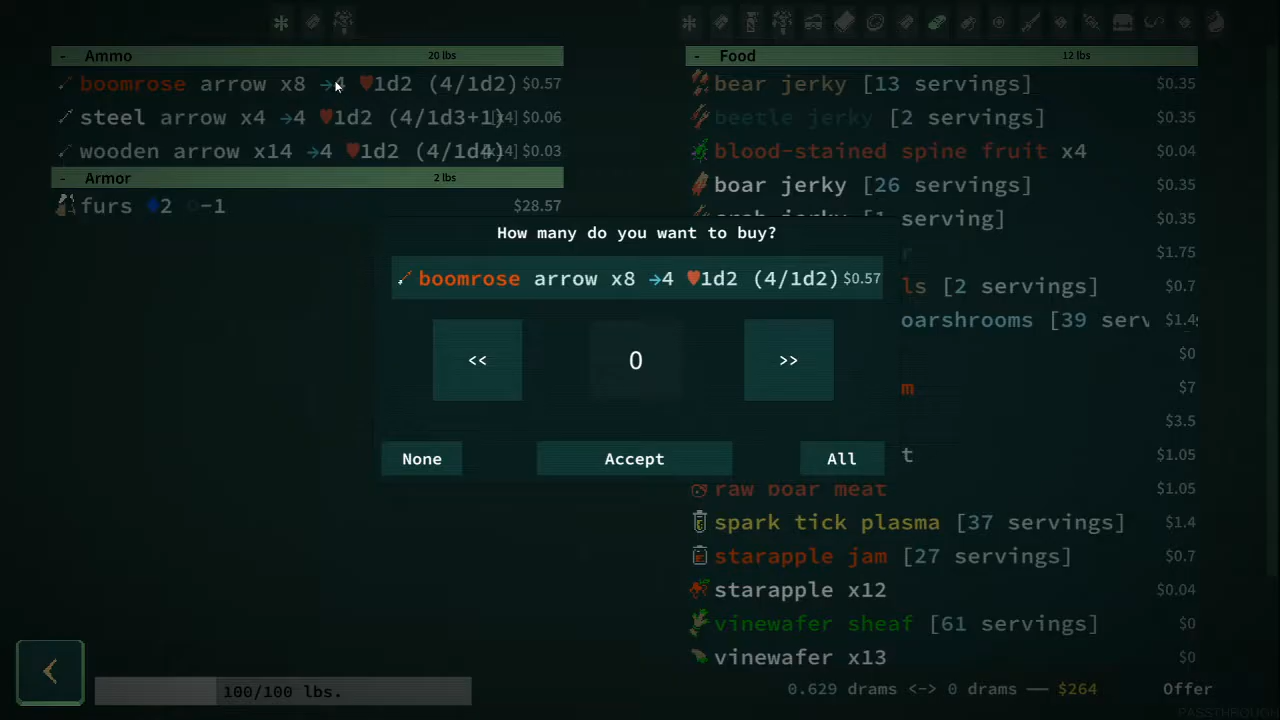 - Ammo 20 lbs
boomrose arrow x8 →4 ♥1d2 (4/1d2) $0.57
steel arrow x4 →4 ♥1d2 (4/1d3+1) [x4] $0.06
wooden arrow x14 →4 ♥1d2 (4/1d4) [x14] $0.03
- Armor 2 lbs
furs 2 -1 $28.57
- Food 12 lbs
bear jerky [13 servings] $0.35
beetle jerky [2 servings] $0.35
blood-stained spine fruit x4 $0.04
boar jerky [26 servings] $0.35
[1 serving] $0.35
$1.75
[2 servings] $0.7
[39 $1.4
$0
$7
$3.5
$1.05
raw boar meat $1.05
spark tick plasma [37 servings] $1.4
starapple jam [27 servings] $0.7
starapple x12 $0.04
vinewafer sheaf [61 servings] $0
vinewafer x13 $0
How many do you want to buy?
boomrose arrow x8 →4 ♥1d2 (4/1d2) $0.57
<< 0 >>
None Accept All
100/100 lbs.
0.629 drams <-> 0 drams — $264 Offer